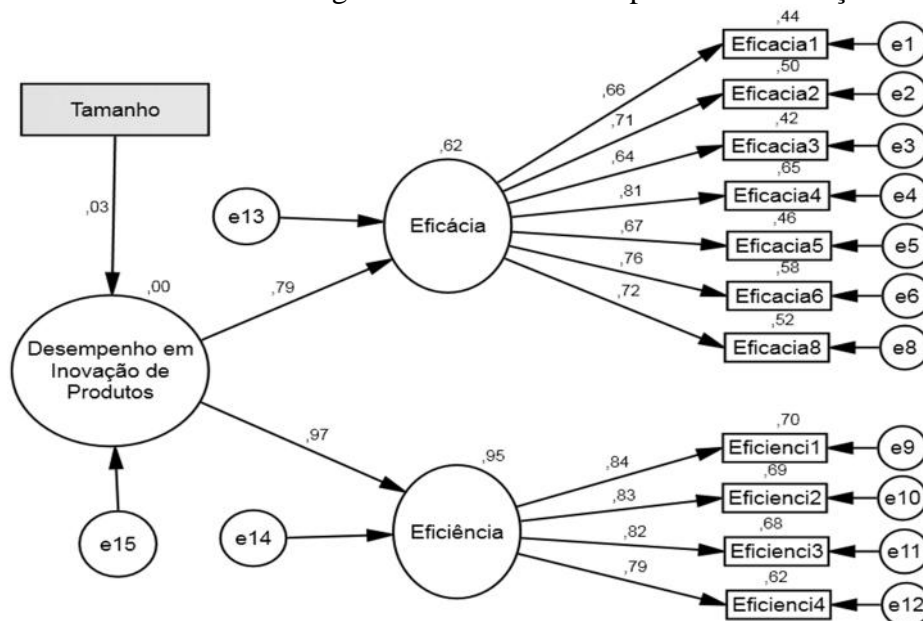 ,44
Eficacia1
e1
,50
Eficacia2
e2
,66
,71
,42
Eficacia3
e3
,64
,65
Eficacia4
e4
,81
,46
Eficacia5
e5
,67
,58
Eficacia6
e6
,76
,52
Eficacia8
e8
,72
Tamanho
,03
,62
Eficácia
e13
,00
,79
Desempenho em
Inovação de
Produtos
e15
,97
,95
Eficiência
e14
,70
Eficienci1
e9
,84
,69
Eficienci2
e10
,83
,68
Eficienci3
e11
,82
,62
Eficienci4
e12
,79